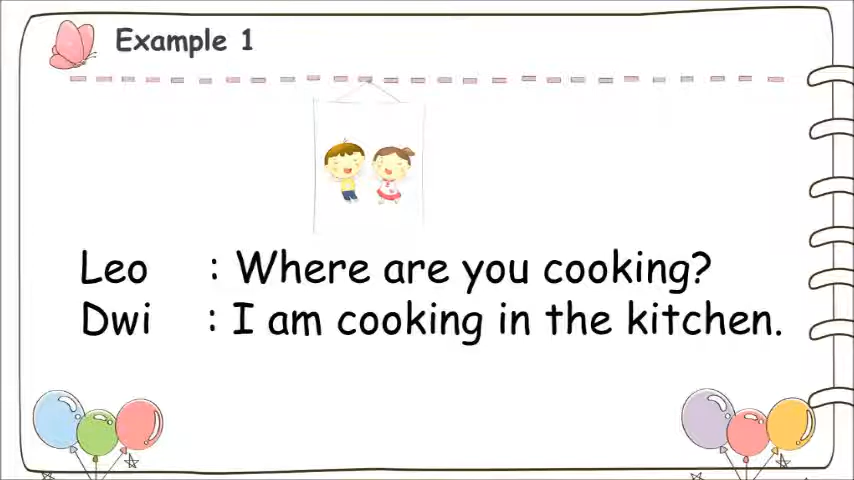 Example 1
Leo : Where are you cooking?
Dwi : I am cooking in the kitchen.